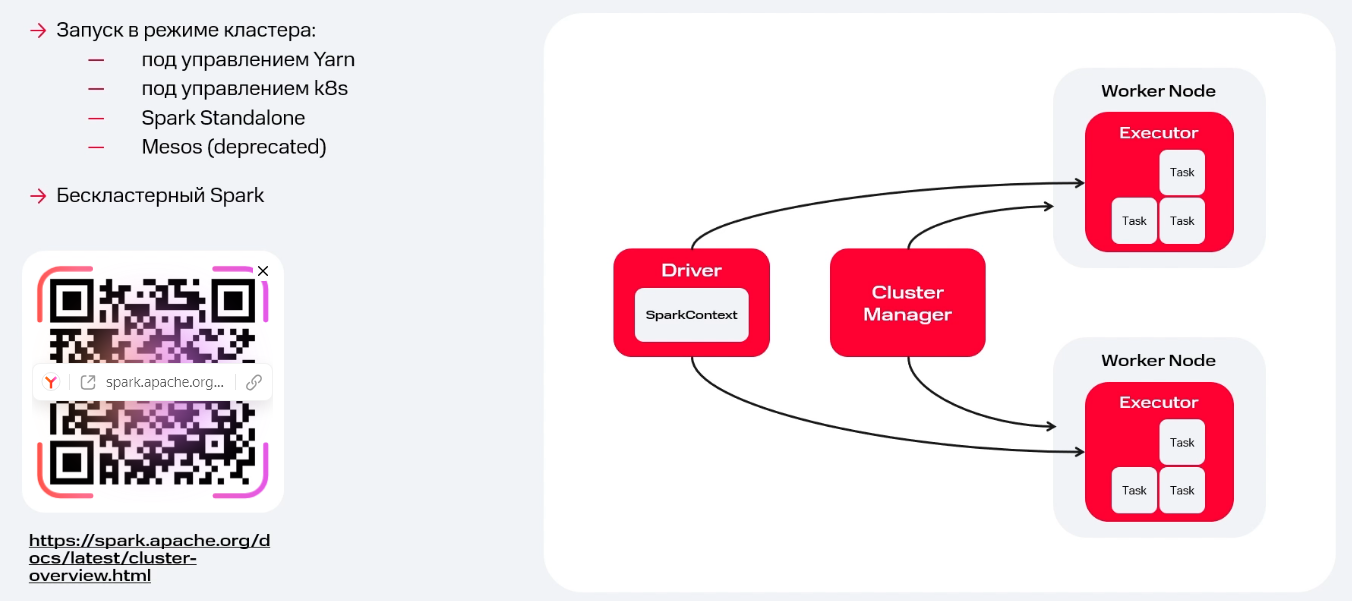 → Запуск в режиме кластера:
— под управлением Yarn
— под управлением k8s
— Spark Standalone
— Mesos (deprecated)
→ Бескластерный Spark
spark.apache.org...
https://spark.apache.org/d
ocs/latest/cluster-
overview.html
Driver
SparkContext
Cluster
Manager
Worker Node
Executor
Task
Task Task
Worker Node
Executor
Task
Task Task